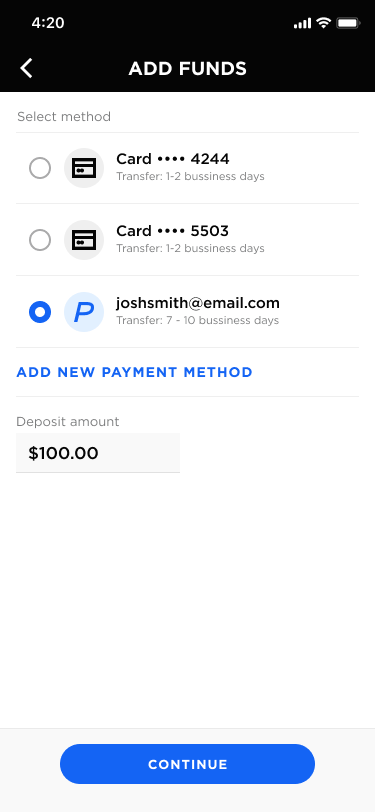 4:20
ADD FUNDS
Select method
Card •••• 4244
Transfer: 1-2 bussiness days
Card •••• 5503
Transfer: 1-2 bussiness days
P
joshsmith@email.com
Transfer: 7 - 10 bussiness days
ADD NEW PAYMENT METHOD
Deposit amount
$100.00
CONTINUE